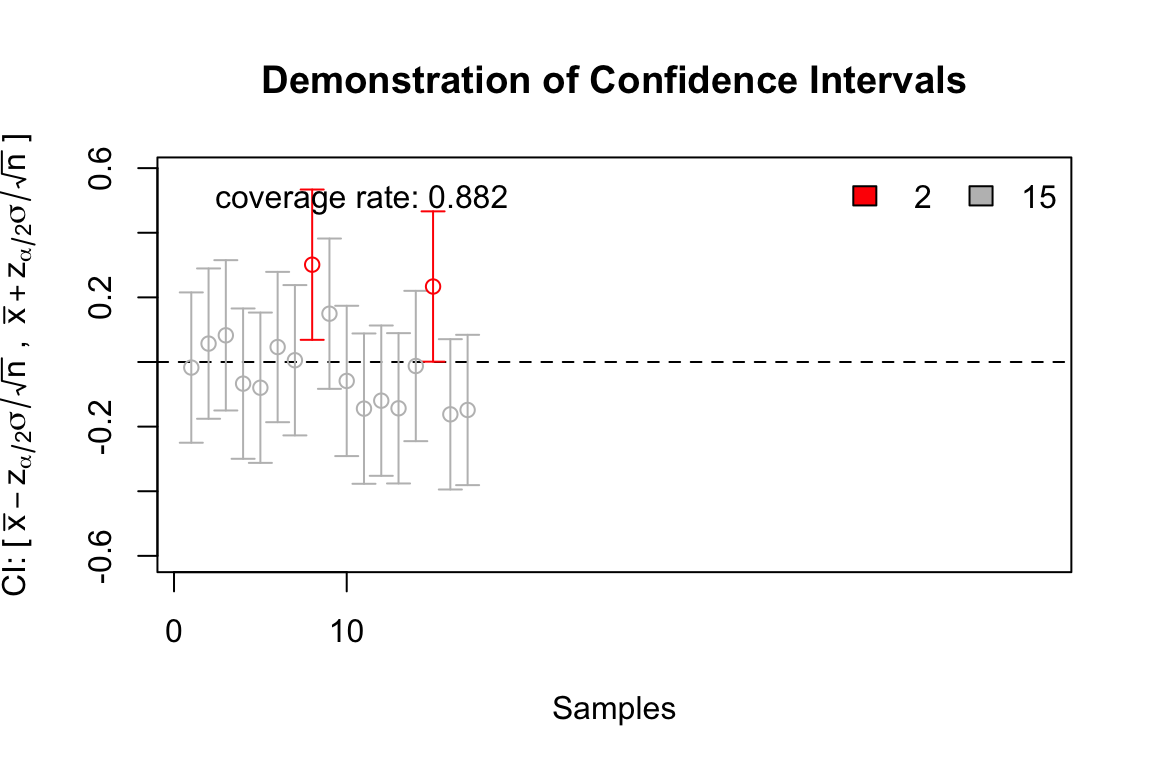 Demonstration of Confidence Intervals
coverage rate: 0.882
2
15
CI: [ x̅ − zα/2σ/√n , x̅ + zα/2σ/√n ]
0.6
0.2
-0.2
-0.6
0
10
Samples